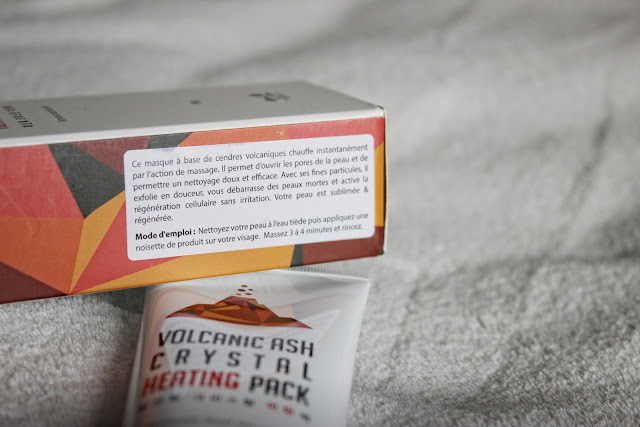 Ce masque à base de cendres volcaniques chauffe instantanément
par l'action de massage. Il permet d'ouvrir les pores de la peau et de
permettre un nettoyage doux et efficace. Avec ses fines particules, il
exfolie en douceur, vous débarrasse des peaux mortes et active la
régénération cellulaire sans irritation. Votre peau est sublimée &
régénérée.
Mode d'emploi : Nettoyez votre peau à l'eau tiède puis appliquez une
noisette de produit sur votre visage. Massez 3 à 4 minutes et rincez.
VOLCANIC ASH
CRYSTAL
HEATING PACK